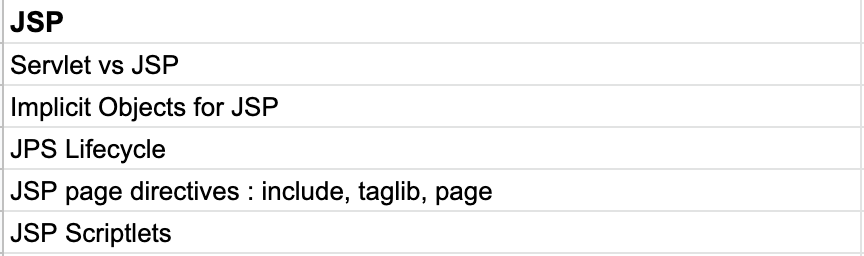 JSP
Servlet vs JSP
Implicit Objects for JSP
JPS Lifecycle
JSP page directives : include, taglib, page
JSP Scriptlets